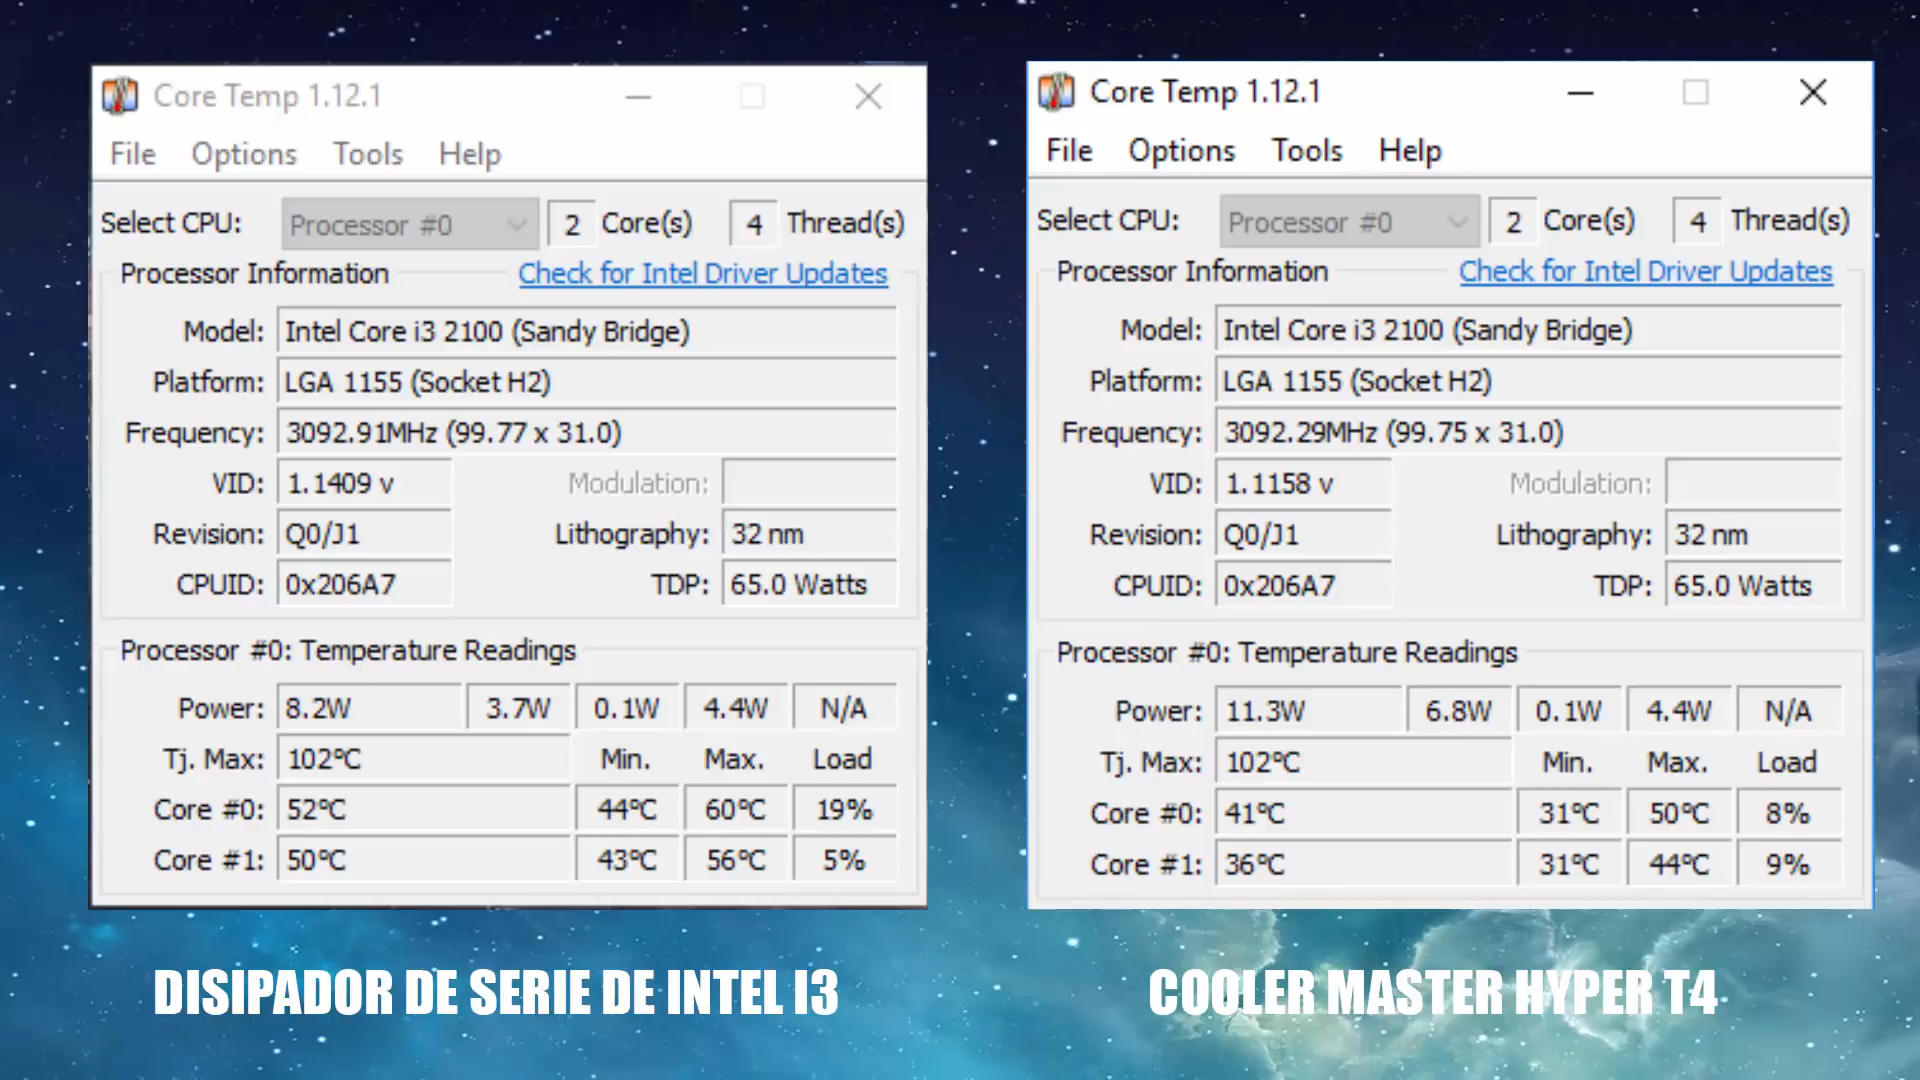 Core Temp 1.12.1
File Options Tools Help
Select CPU: Processor #0 2 Core(s) 4 Thread(s)
Processor Information Check for Intel Driver Updates
Model: Intel Core i3 2100 (Sandy Bridge)
Platform: LGA 1155 (Socket H2)
Frequency: 3092.91MHz (99.77 x 31.0)
VID: 1.1409 v Modulation:
Revision: Q0/J1 Lithography: 32 nm
CPUID: 0x206A7 TDP: 65.0 Watts
Processor #0: Temperature Readings
Power: 8.2W 3.7W 0.1W 4.4W N/A
Tj. Max: 102°C Min. Max. Load
Core #0: 52°C 44°C 60°C 19%
Core #1: 50°C 43°C 56°C 5%
DISIPADOR DE SERIE DE INTEL I3
Core Temp 1.12.1
File Options Tools Help
Select CPU: Processor #0 2 Core(s) 4 Thread(s)
Processor Information Check for Intel Driver Updates
Model: Intel Core i3 2100 (Sandy Bridge)
Platform: LGA 1155 (Socket H2)
Frequency: 3092.29MHz (99.75 x 31.0)
VID: 1.1158 v Modulation:
Revision: Q0/J1 Lithography: 32 nm
CPUID: 0x206A7 TDP: 65.0 Watts
Processor #0: Temperature Readings
Power: 11.3W 6.8W 0.1W 4.4W N/A
Tj. Max: 102°C Min. Max. Load
Core #0: 41°C 31°C 50°C 8%
Core #1: 36°C 31°C 44°C 9%
COOLER MASTER HYPER T4